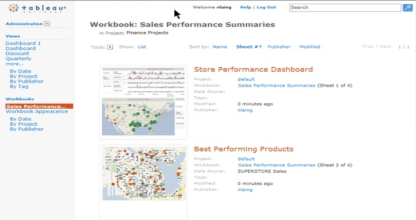 tableau
Welcome nlaing Help | Log Out
Search
Administration
Workbook: Sales Performance Summaries
in Project: Finance Projects
Views
Dashboard 1
Dashboard
Discount
Quarterly
more...
By Date
By Project
By Publisher
By Tag
Workbooks
Sales Performance...
Workbook Appearance
By Date
By Project
By Publisher
Tools: Show: List
Sort by: Name Sheet #↑ Publisher Modified
1 / 1
Store Performance Dashboard
Project: default
Workbook: Sales Performance Summaries (Sheet 1 of 4)
Data Source:
Tags:
Modified: 0 minutes ago
Publisher: nlaing
Best Performing Products
Project: default
Workbook: Sales Performance Summaries (Sheet 2 of 4)
Data Source: SUPERSTORE Sales
Tags:
Modified: 0 minutes ago
Publisher: nlaing